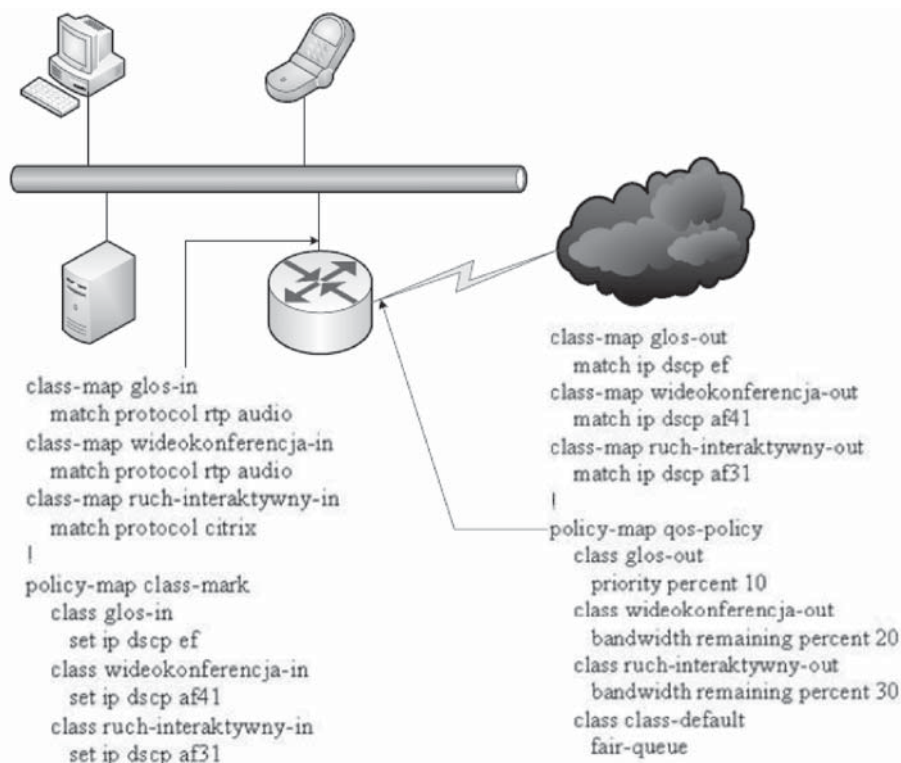 class-map glos-in
match protocol rtp audio
class-map wideokonferencja-in
match protocol rtp audio
class-map ruch-interaktywny-in
match protocol citrix
!
policy-map class-mark
class glos-in
set ip dscp ef
class wideokonferencja-in
set ip dscp af41
class ruch-interaktywny-in
set ip dscp af31
class-map glos-out
match ip dscp ef
class-map wideokonferencja-out
match ip dscp af41
class-map ruch-interaktywny-out
match ip dscp af31
!
policy-map qos-policy
class glos-out
priority percent 10
class wideokonferencja-out
bandwidth remaining percent 20
class ruch-interaktywny-out
bandwidth remaining percent 30
class class-default
fair-queue